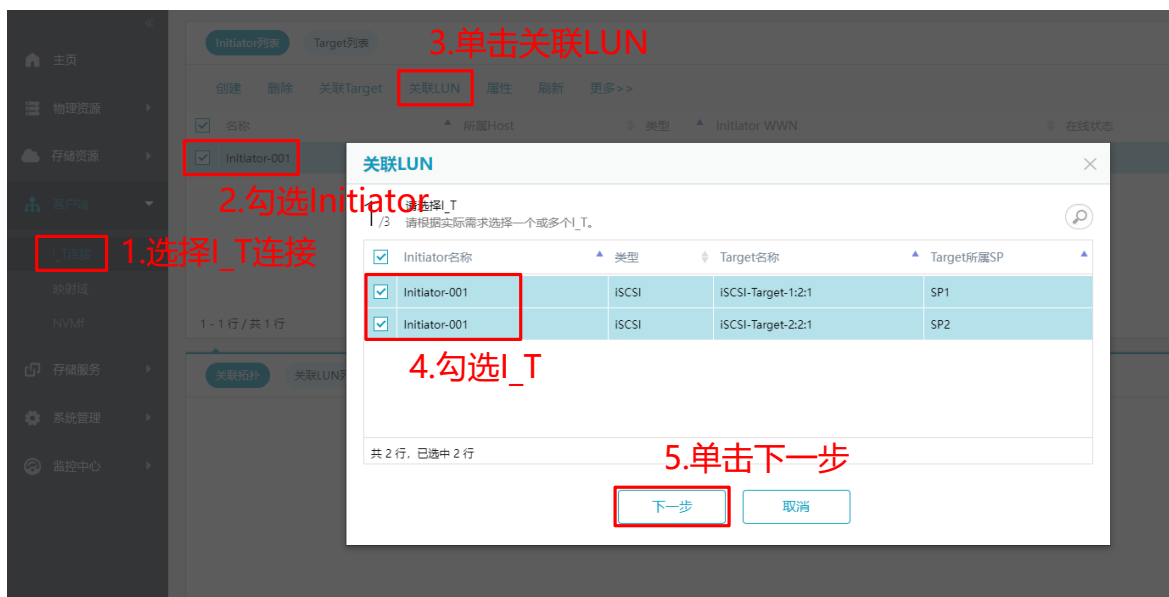 «
Initiator列表 Target列表
3.单击关联LUN
主页
创建 删除 关联Target 关联LUN 属性 刷新 更多>>
物理资源
名称 所属Host 类型 Initiator WWN 在线状态
存储资源
Initiator-001
关联LUN
客户端
2.勾选Initiator
1/3 请选择I_T
请根据实际需求选择一个或多个I_T。
I_T连接
1.选择I_T连接
Initiator名称 类型 Target名称 Target所属SP
映射域
Initiator-001 iSCSI iSCSI-Target-1:2:1 SP1
NVMf
1 - 1 行 / 共 1 行
Initiator-001 iSCSI iSCSI-Target-2:2:1 SP2
4.勾选I_T
存储服务
关联拓扑 关联LUN列
系统管理
共 2 行，已选中 2 行
5.单击下一步
监控中心
下一步 取消